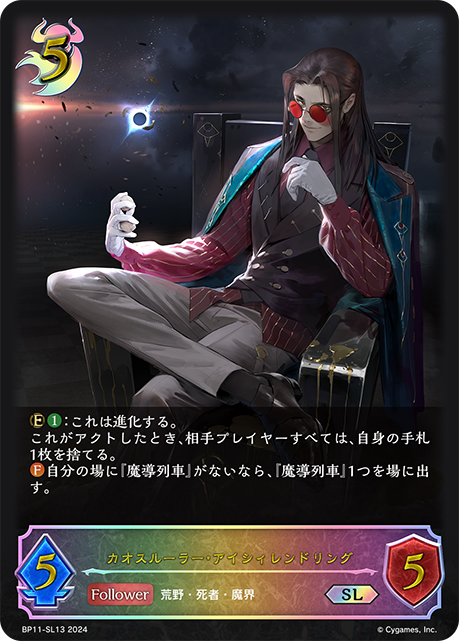 5
Ⓔ①:これは進化する。
これがアクトしたとき、相手プレイヤーすべては、自身の手札
1枚を捨てる。
Ⓕ自分の場に『魔導列車』がないなら、『魔導列車』1つを場に出
す。
カオスルーラー・アイシィレンドリング
5
5
Follower 荒野・死者・魔界
SL
BP11-SL13 2024
© Cygames, Inc.